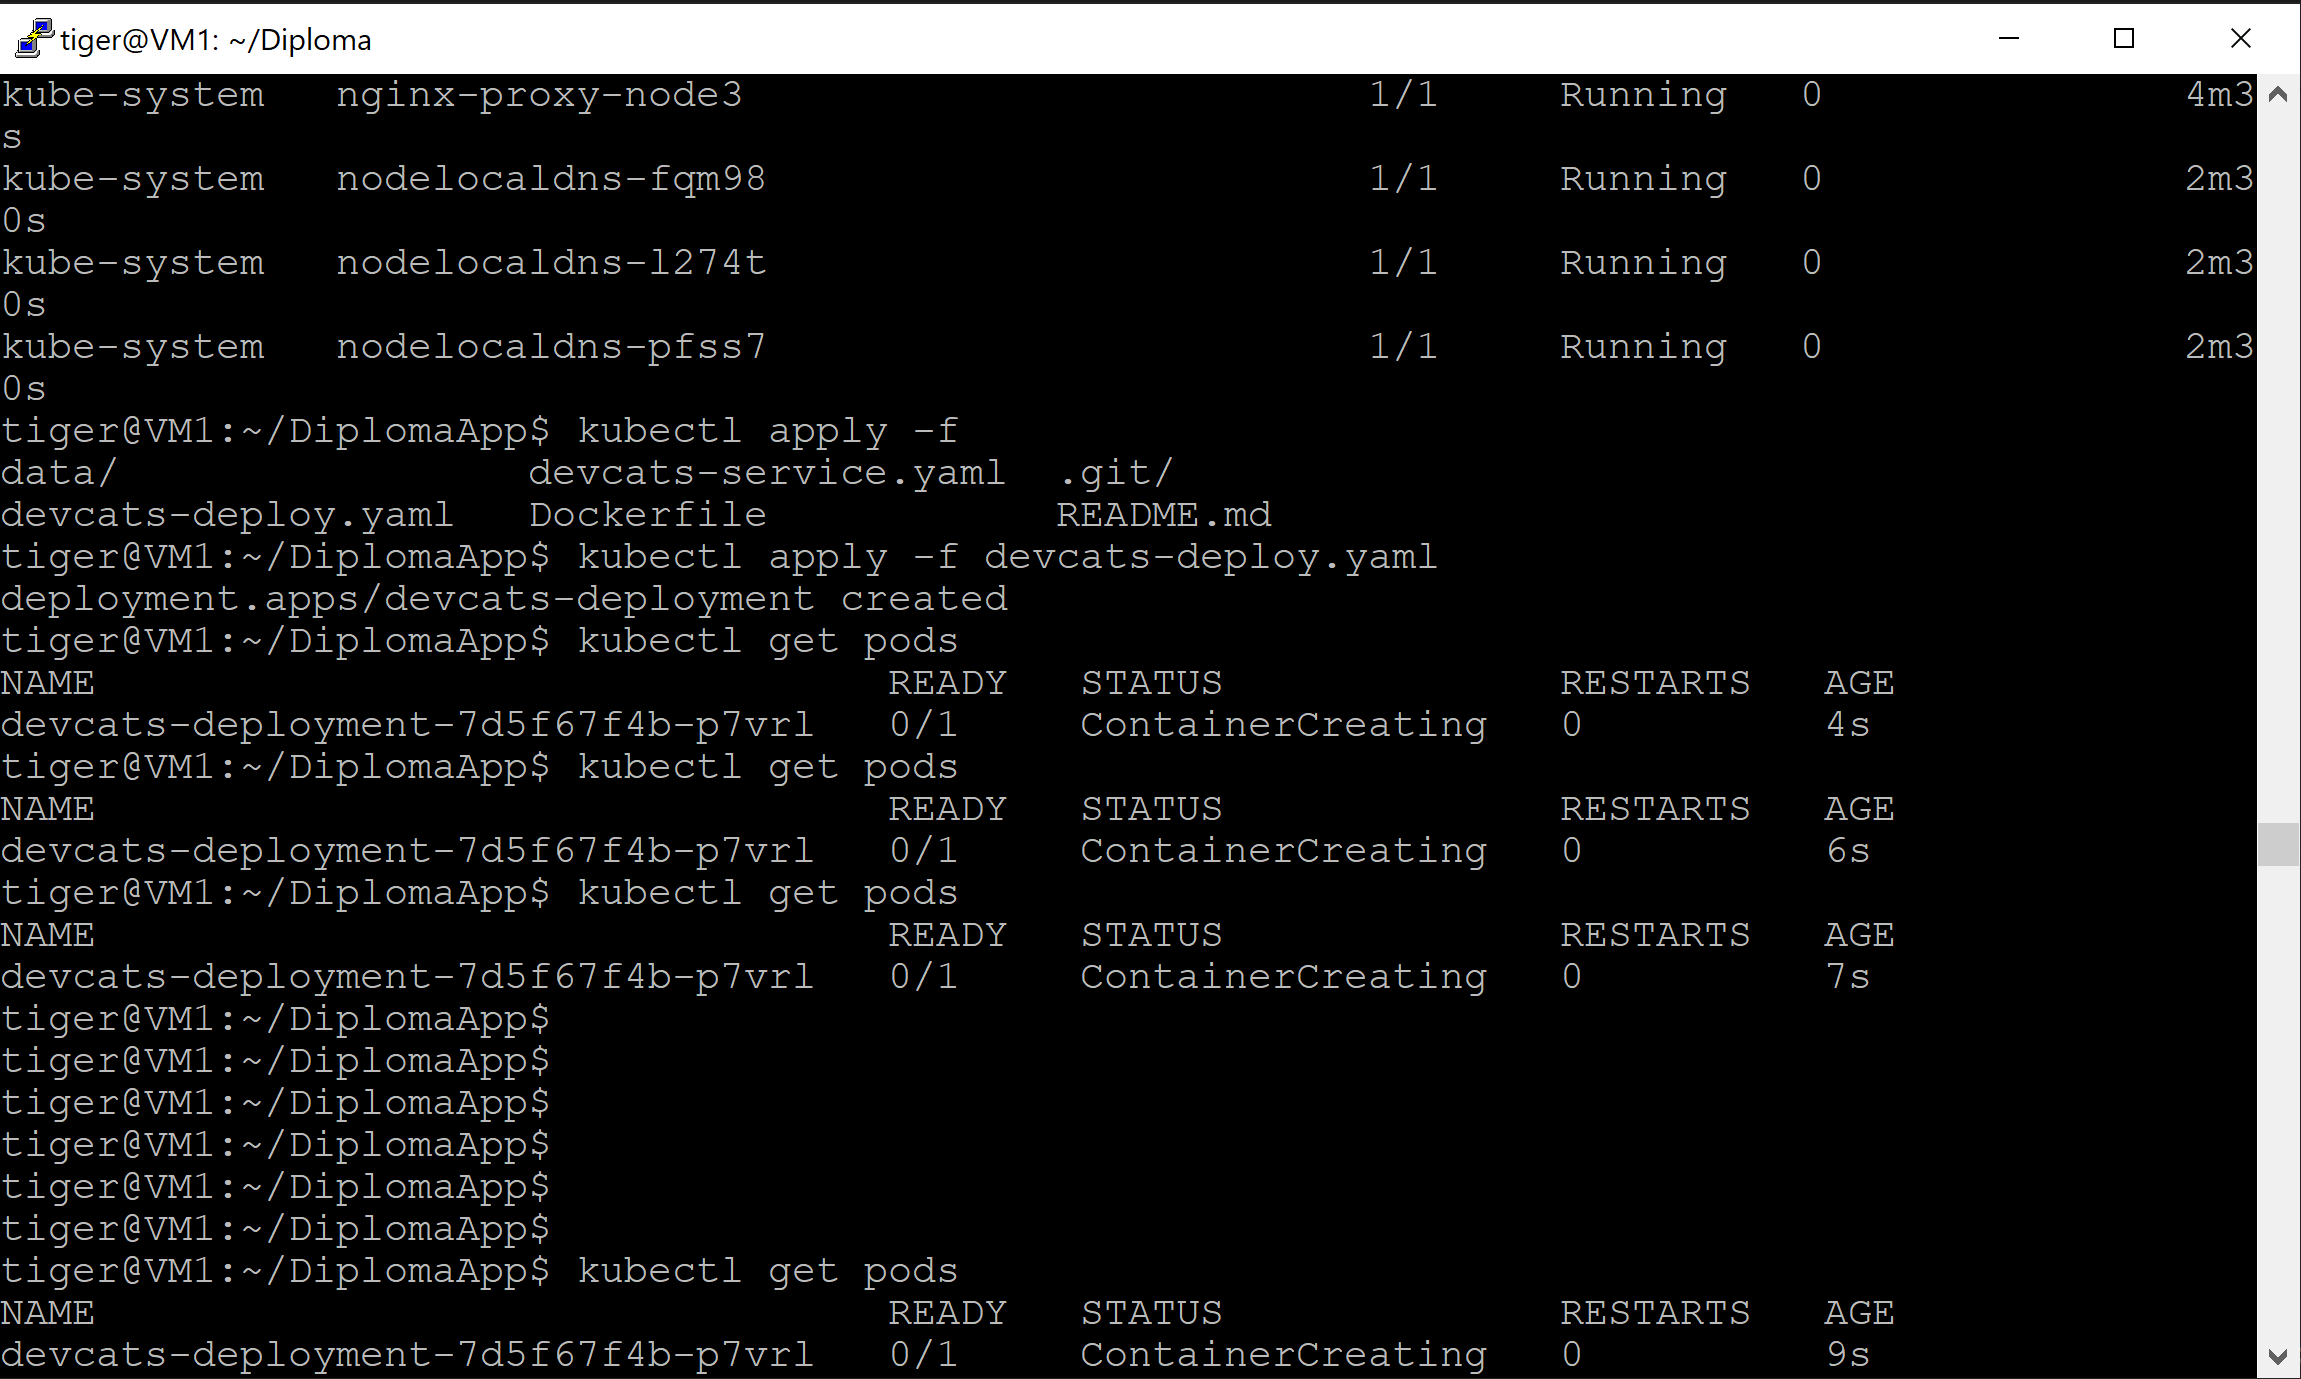 tiger@VM1: ~/Diploma
kube-system   nginx-proxy-node3                          1/1     Running   0               4m3
s
kube-system   nodelocaldns-fqm98                         1/1     Running   0               2m3
0s
kube-system   nodelocaldns-l274t                         1/1     Running   0               2m3
0s
kube-system   nodelocaldns-pfss7                         1/1     Running   0               2m3
0s
tiger@VM1:~/DiplomaApp$ kubectl apply -f
data/                 devcats-service.yaml  .git/
devcats-deploy.yaml   Dockerfile            README.md
tiger@VM1:~/DiplomaApp$ kubectl apply -f devcats-deploy.yaml
deployment.apps/devcats-deployment created
tiger@VM1:~/DiplomaApp$ kubectl get pods
NAME                                 READY   STATUS              RESTARTS   AGE
devcats-deployment-7d5f67f4b-p7vrl   0/1     ContainerCreating   0          4s
tiger@VM1:~/DiplomaApp$ kubectl get pods
NAME                                 READY   STATUS              RESTARTS   AGE
devcats-deployment-7d5f67f4b-p7vrl   0/1     ContainerCreating   0          6s
tiger@VM1:~/DiplomaApp$ kubectl get pods
NAME                                 READY   STATUS              RESTARTS   AGE
devcats-deployment-7d5f67f4b-p7vrl   0/1     ContainerCreating   0          7s
tiger@VM1:~/DiplomaApp$
tiger@VM1:~/DiplomaApp$
tiger@VM1:~/DiplomaApp$
tiger@VM1:~/DiplomaApp$
tiger@VM1:~/DiplomaApp$
tiger@VM1:~/DiplomaApp$
tiger@VM1:~/DiplomaApp$ kubectl get pods
NAME                                 READY   STATUS              RESTARTS   AGE
devcats-deployment-7d5f67f4b-p7vrl   0/1     ContainerCreating   0          9s